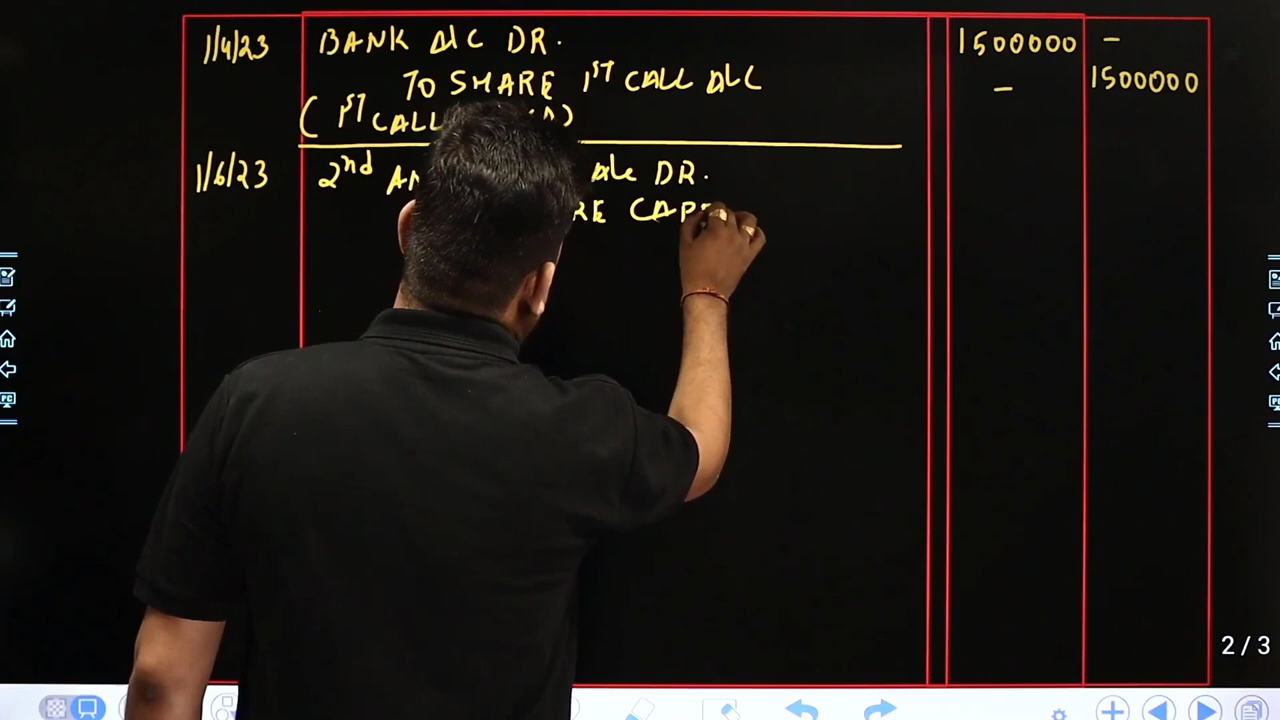 1/4/23 BANK A/C DR. 1500000 -
TO SHARE 1ST CALL A/C - 1500000
( 1ST CALL )
1/6/23 2nd A/C DR.
2 / 3
PC